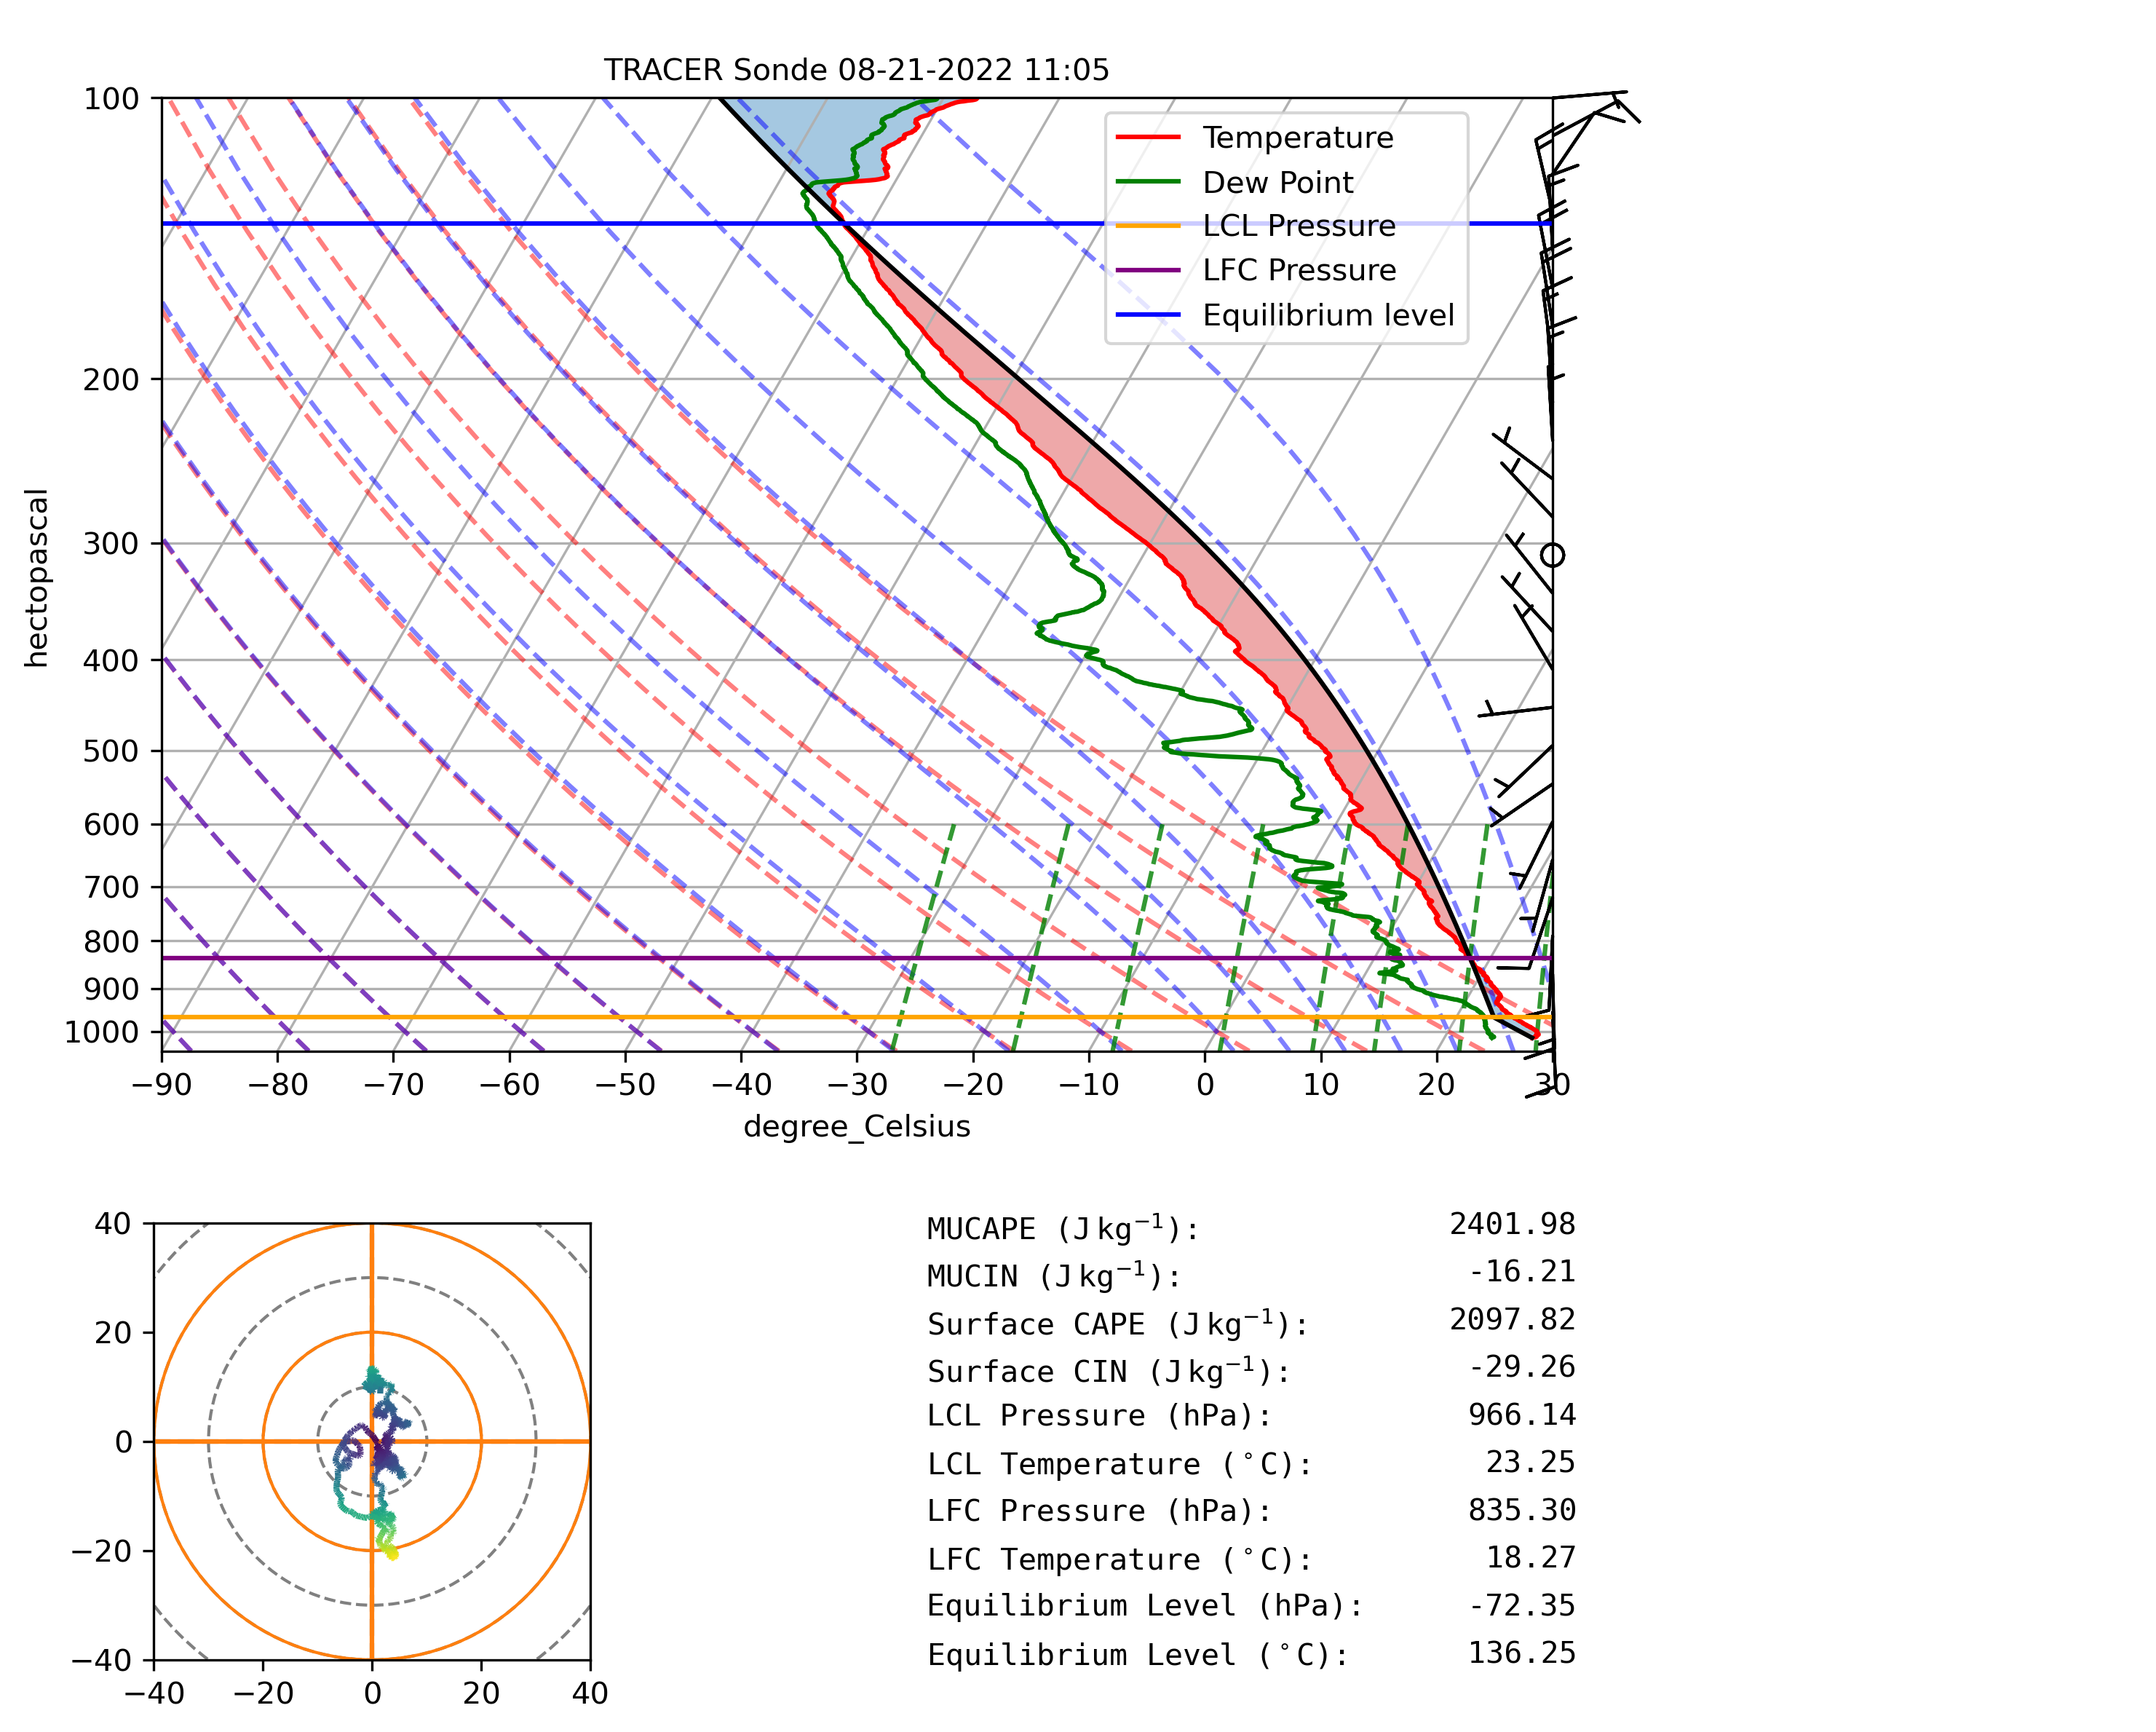 TRACER Sonde 08-21-2022 11:05
100
200
300
400
500
600
700
800
900
1000
hectopascal
Temperature
Dew Point
LCL Pressure
LFC Pressure
Equilibrium level
−90 −80 −70 −60 −50 −40 −30 −20 −10 0 10 20 30
degree_Celsius
40
20
0
−20
−40
−40 −20 0 20 40
MUCAPE (J kg⁻¹): 2401.98
MUCIN (J kg⁻¹): -16.21
Surface CAPE (J kg⁻¹): 2097.82
Surface CIN (J kg⁻¹): -29.26
LCL Pressure (hPa): 966.14
LCL Temperature (°C): 23.25
LFC Pressure (hPa): 835.30
LFC Temperature (°C): 18.27
Equilibrium Level (hPa): -72.35
Equilibrium Level (°C): 136.25